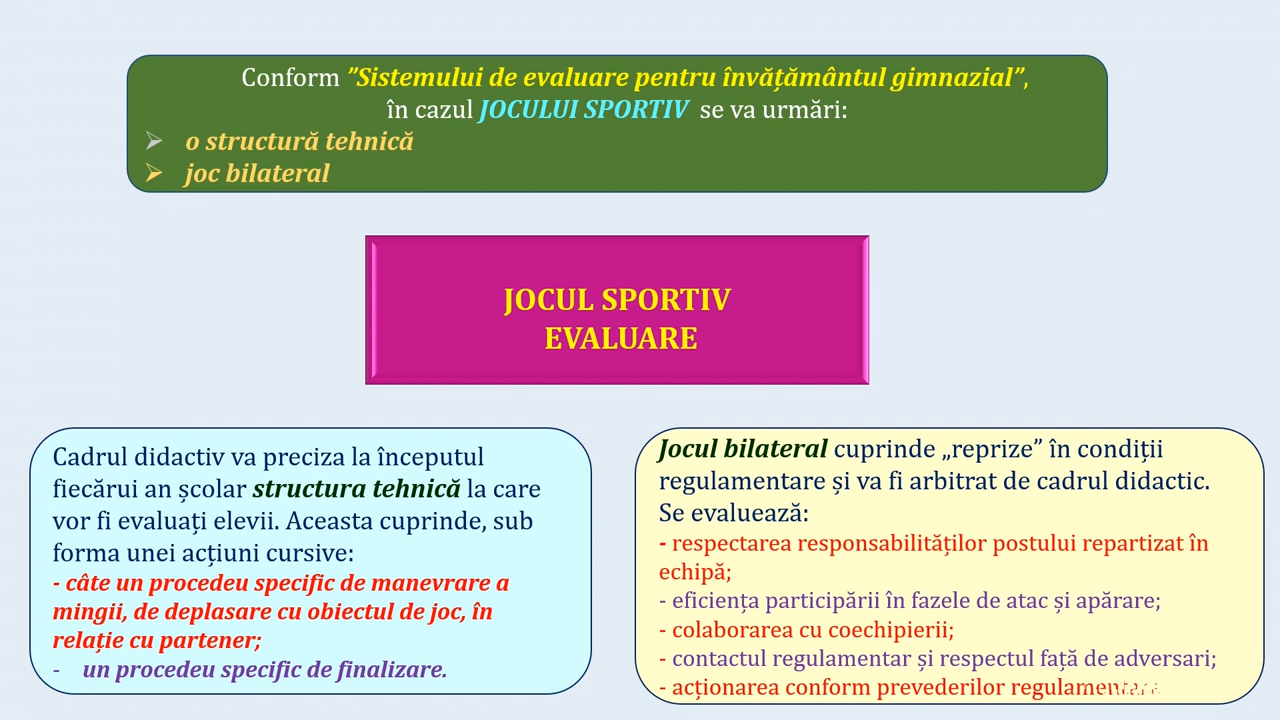 Conform ”Sistemului de evaluare pentru învățământul gimnazial”,
în cazul JOCULUI SPORTIV se va urmări:
➢ o structură tehnică
➢ joc bilateral
JOCUL SPORTIV
EVALUARE
Cadrul didactiv va preciza la începutul
fiecărui an școlar structura tehnică la care
vor fi evaluați elevii. Aceasta cuprinde, sub
forma unei acțiuni cursive:
- câte un procedeu specific de manevrare a
mingii, de deplasare cu obiectul de joc, în
relație cu partener;
- un procedeu specific de finalizare.
Jocul bilateral cuprinde „reprize” în condiții
regulamentare și va fi arbitrat de cadrul didactic.
Se evaluează:
- respectarea responsabilităților postului repartizat în
echipă;
- eficiența participării în fazele de atac și apărare;
- colaborarea cu coechipierii;
- contactul regulamentar și respectul față de adversari;
- acționarea conform prevederilor